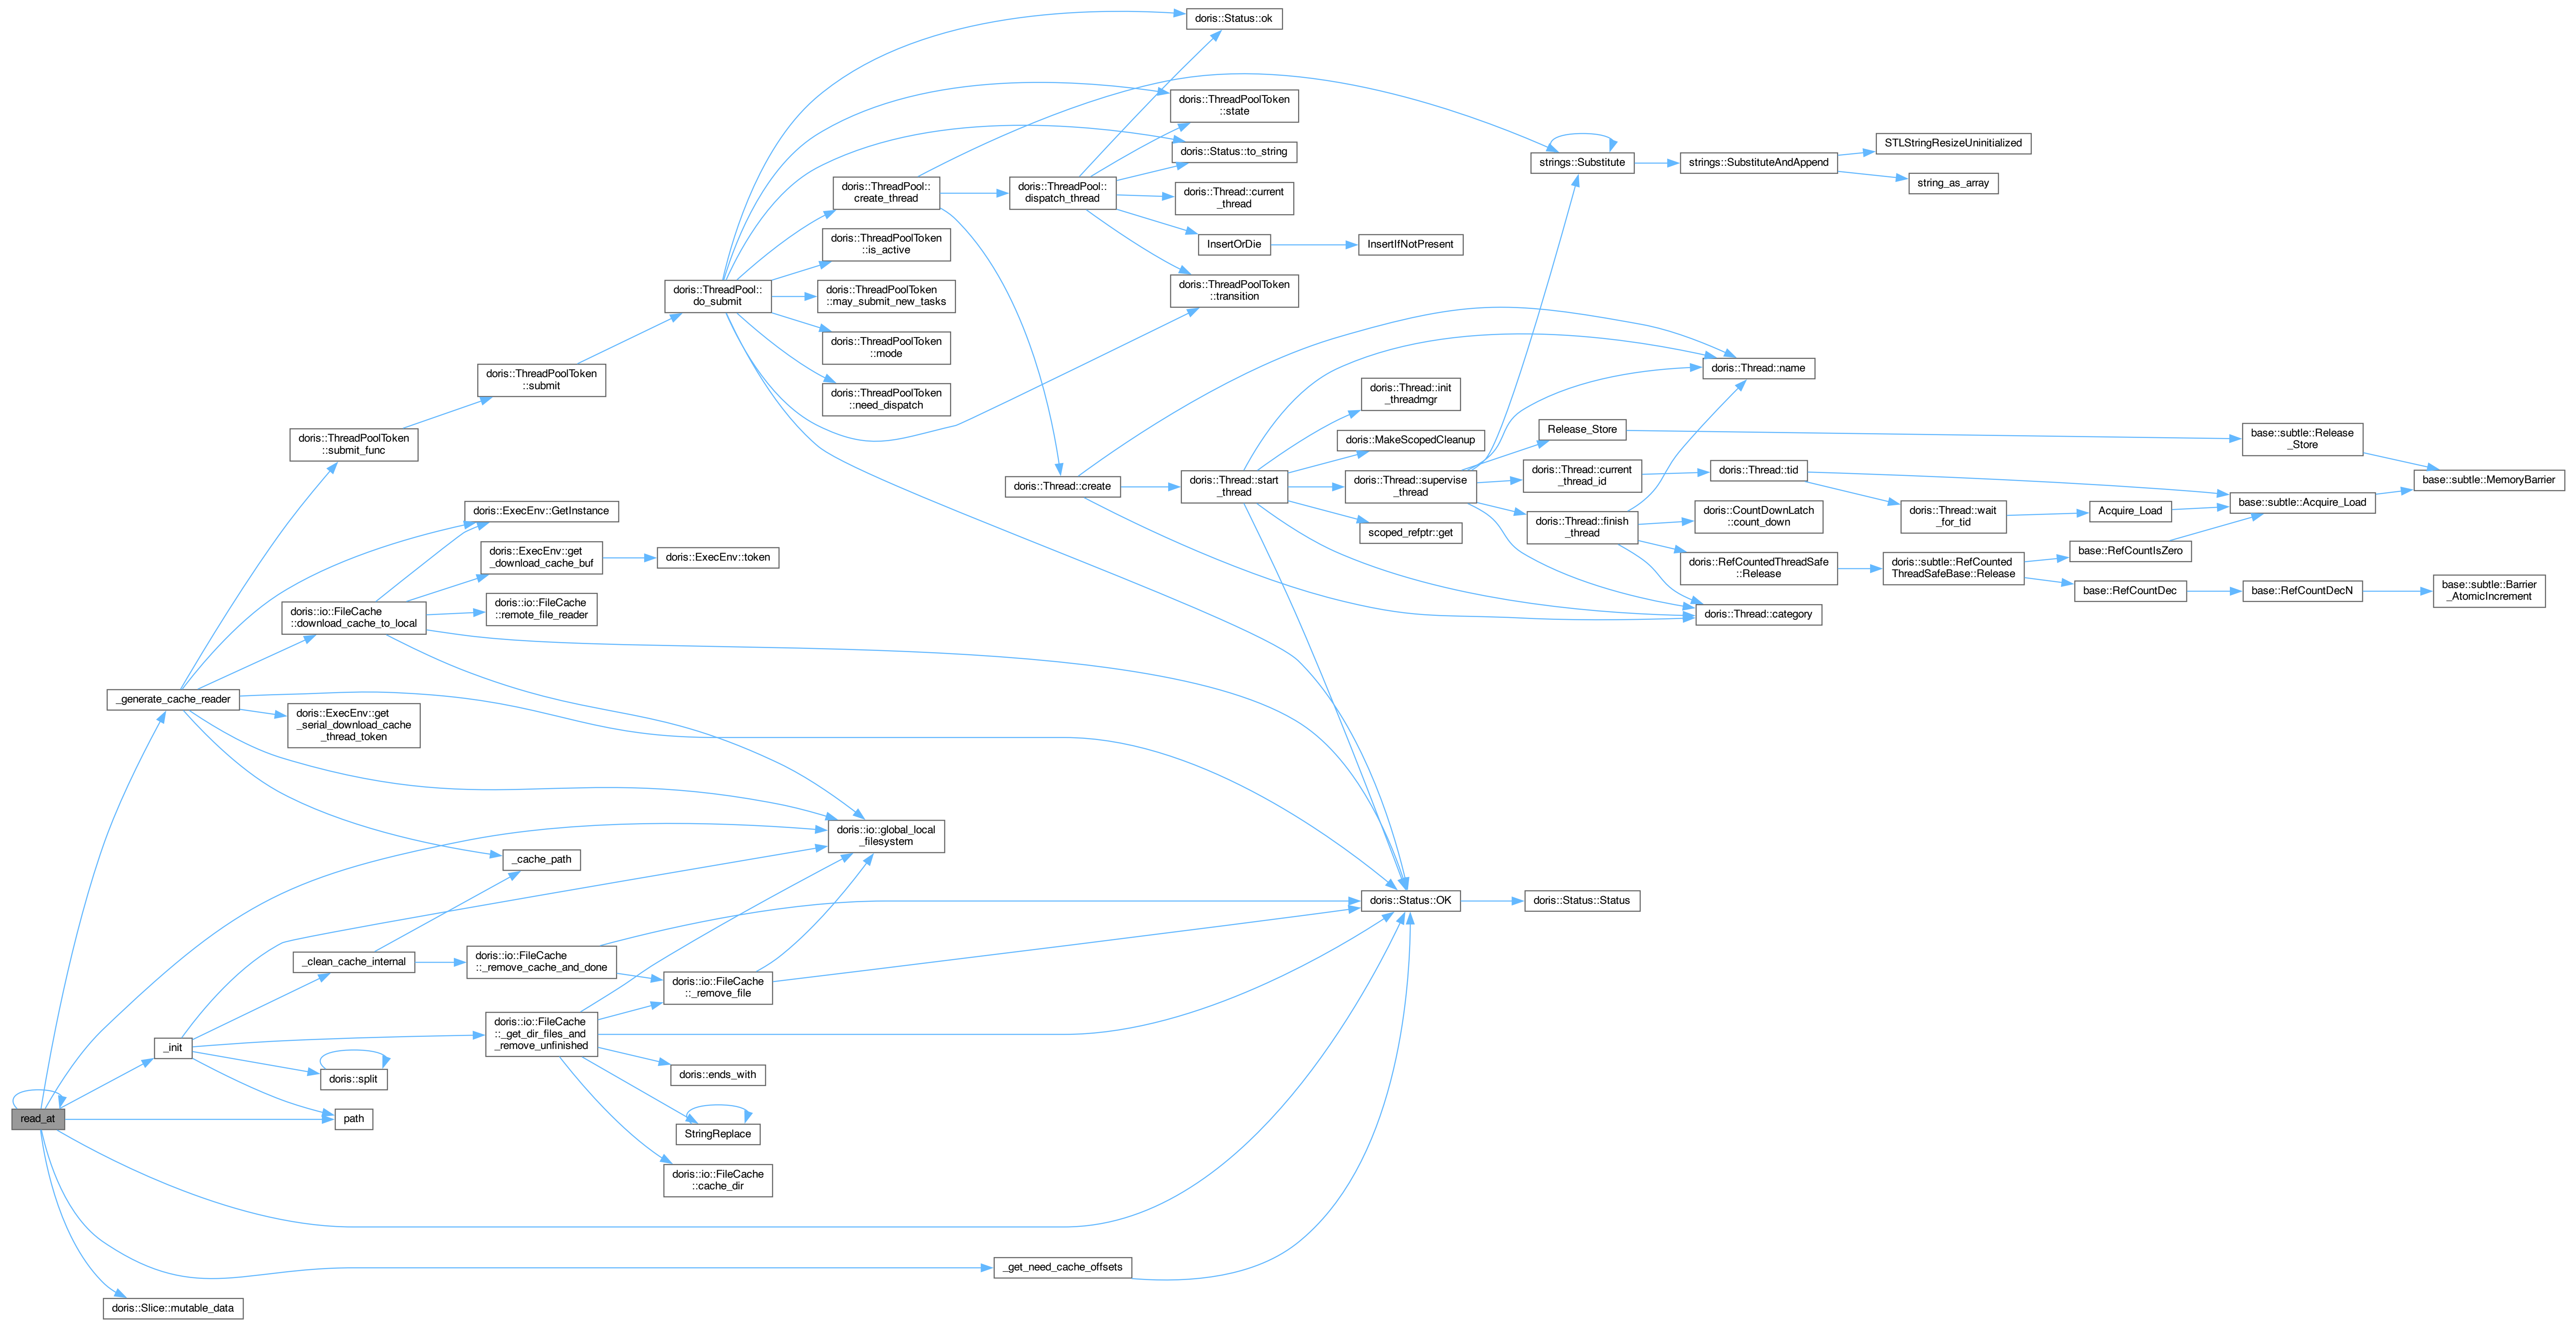 doris::Status::ok
doris::ThreadPoolToken
::state
doris::Status::to_string
doris::ThreadPool::
create_thread
doris::ThreadPool::
dispatch_thread
doris::Thread::current
_thread
strings::Substitute
strings::SubstituteAndAppend
STLStringResizeUninitialized
string_as_array
doris::ThreadPoolToken
::is_active
InsertOrDie
InsertIfNotPresent
doris::ThreadPool::
do_submit
doris::ThreadPoolToken
::may_submit_new_tasks
doris::ThreadPoolToken
::transition
doris::ThreadPoolToken
::mode
doris::ThreadPoolToken
::need_dispatch
doris::ThreadPoolToken
::submit
doris::Thread::name
doris::Thread::init
_threadmgr
doris::ThreadPoolToken
::submit_func
doris::MakeScopedCleanup
Release_Store
base::subtle::Release
_Store
doris::Thread::create
doris::Thread::start
_thread
doris::Thread::supervise
_thread
doris::Thread::current
_thread_id
doris::Thread::tid
base::subtle::MemoryBarrier
doris::ExecEnv::GetInstance
scoped_refptr::get
doris::Thread::finish
_thread
doris::CountDownLatch
::count_down
doris::Thread::wait
_for_tid
Acquire_Load
base::subtle::Acquire_Load
doris::ExecEnv::get
_download_cache_buf
doris::ExecEnv::token
doris::RefCountedThreadSafe
::Release
doris::subtle::RefCounted
ThreadSafeBase::Release
base::RefCountIsZero
base::RefCountDec
base::RefCountDecN
base::subtle::Barrier
_AtomicIncrement
doris::io::FileCache
::download_cache_to_local
doris::io::FileCache
::remote_file_reader
doris::Thread::category
_generate_cache_reader
doris::ExecEnv::get
_serial_download_cache
_thread_token
doris::io::global_local
_filesystem
_cache_path
doris::Status::OK
doris::Status::Status
_clean_cache_internal
doris::io::FileCache
::_remove_cache_and_done
doris::io::FileCache
::_remove_file
_init
doris::io::FileCache
::_get_dir_files_and
_remove_unfinished
doris::split
doris::ends_with
read_at
path
StringReplace
doris::io::FileCache
::cache_dir
_get_need_cache_offsets
doris::Slice::mutable_data